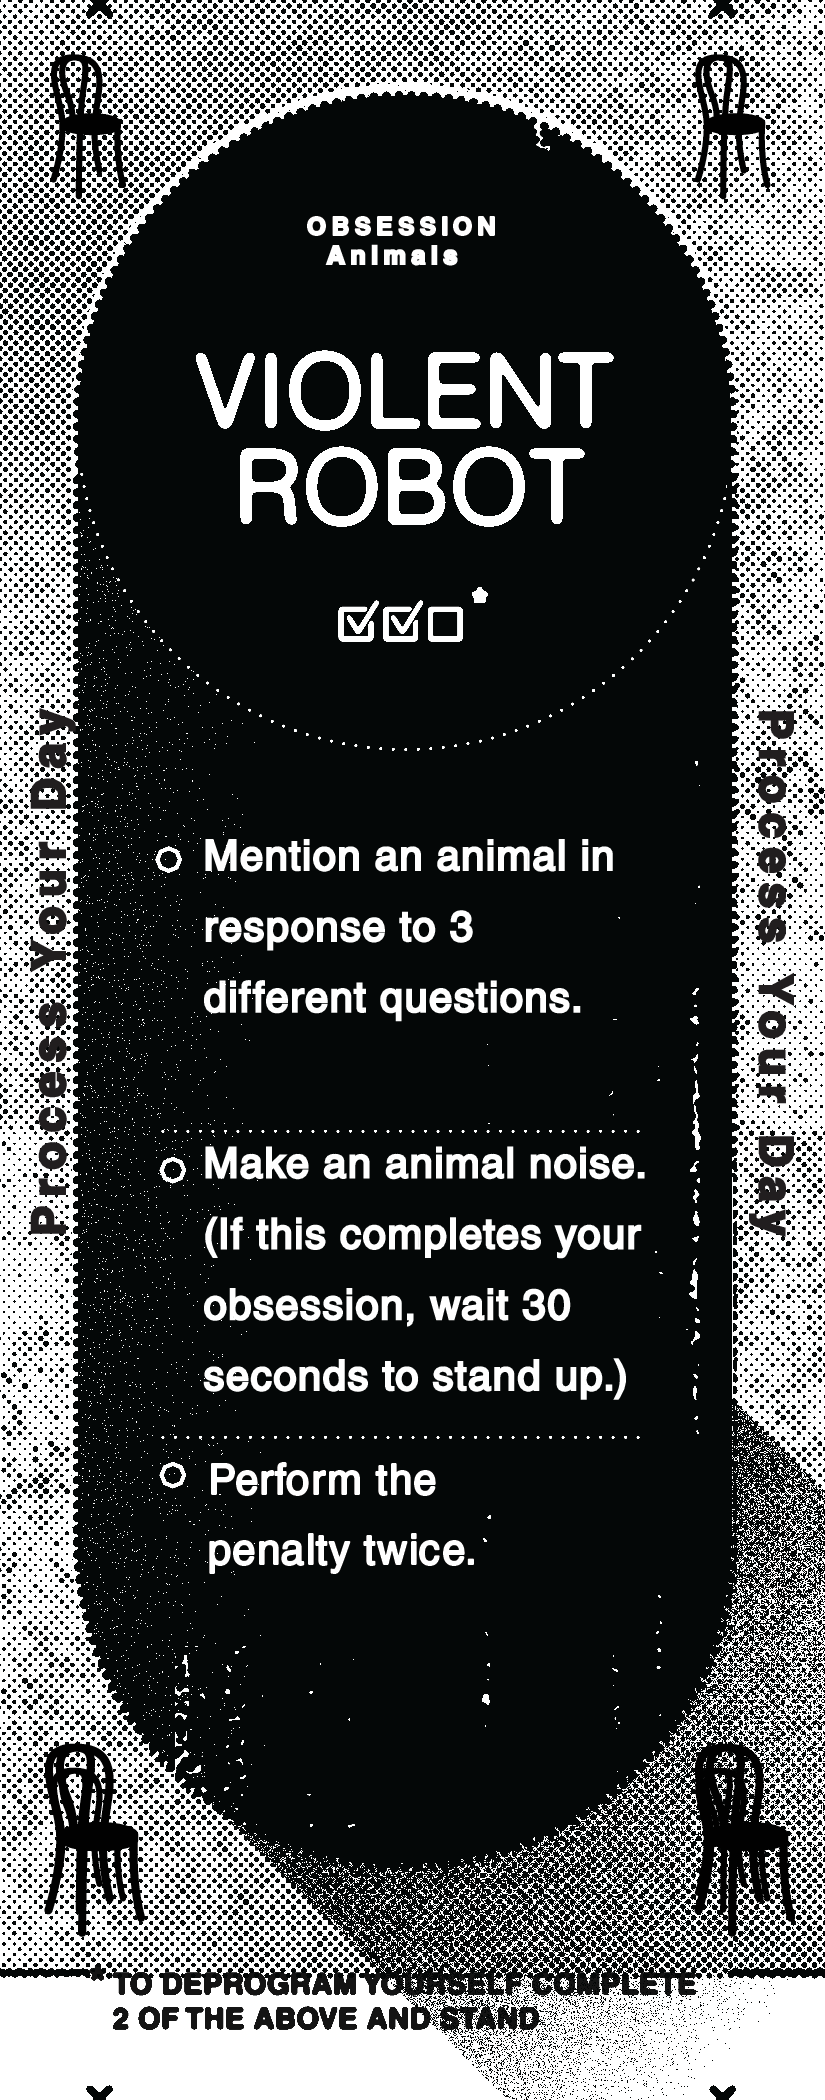 OBSESSION
Animals
VIOLENT
ROBOT
*
Process Your Day
Process Your Day
Mention an animal in
response to 3
different questions.
Make an animal noise.
(If this completes your
obsession, wait 30
seconds to stand up.)
Perform the
penalty twice.
*TO DEPROGRAM YOURSELF COMPLETE
2 OF THE ABOVE AND STAND